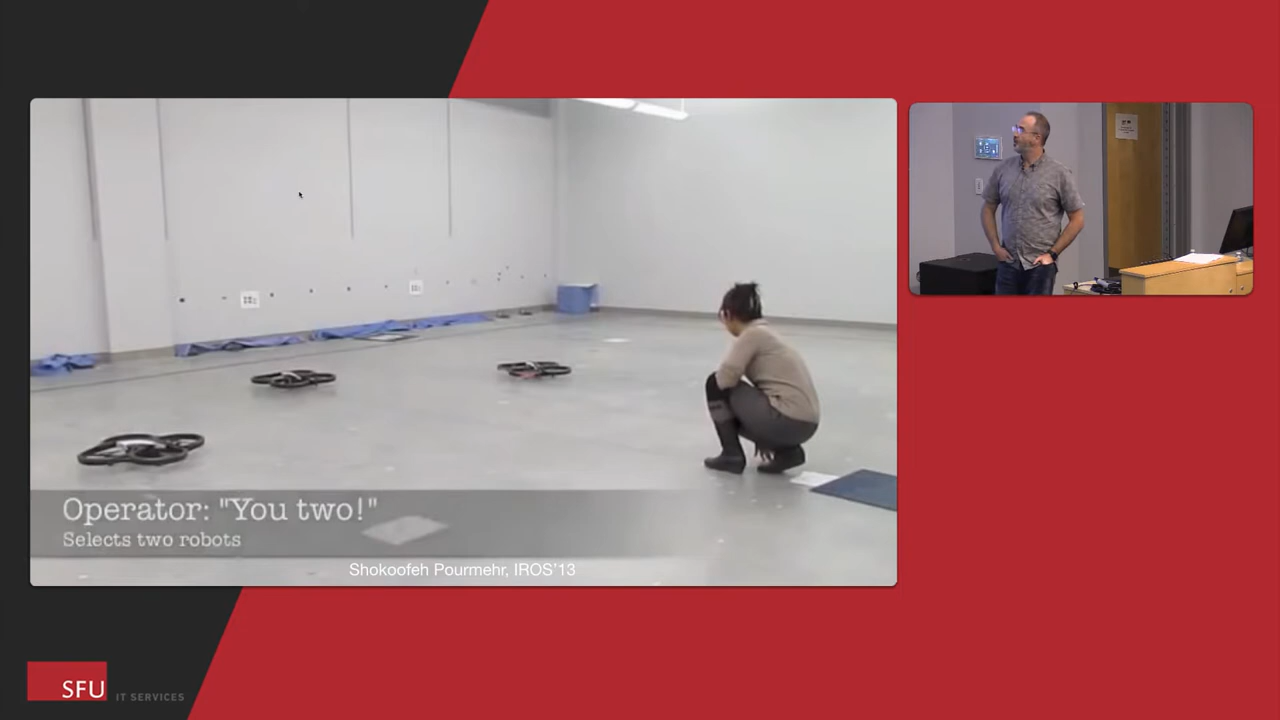 Operator: "You two!"
Selects two robots
Shokoofeh Pourmehr, IROS'13
SFU
IT SERVICES